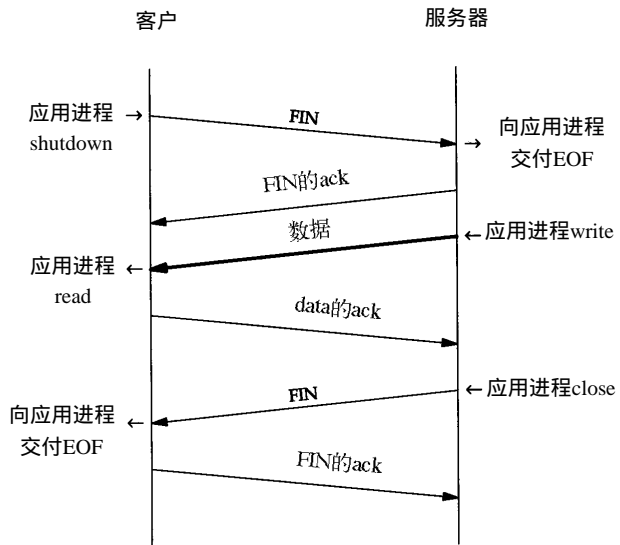 客户
服务器
应用进程 →
shutdown
FIN
→ 向应用进程
交付EOF
FIN的ack
数据
← 应用进程write
应用进程 ←
read
data的ack
FIN
← 应用进程close
向应用进程 ←
交付EOF
FIN的ack